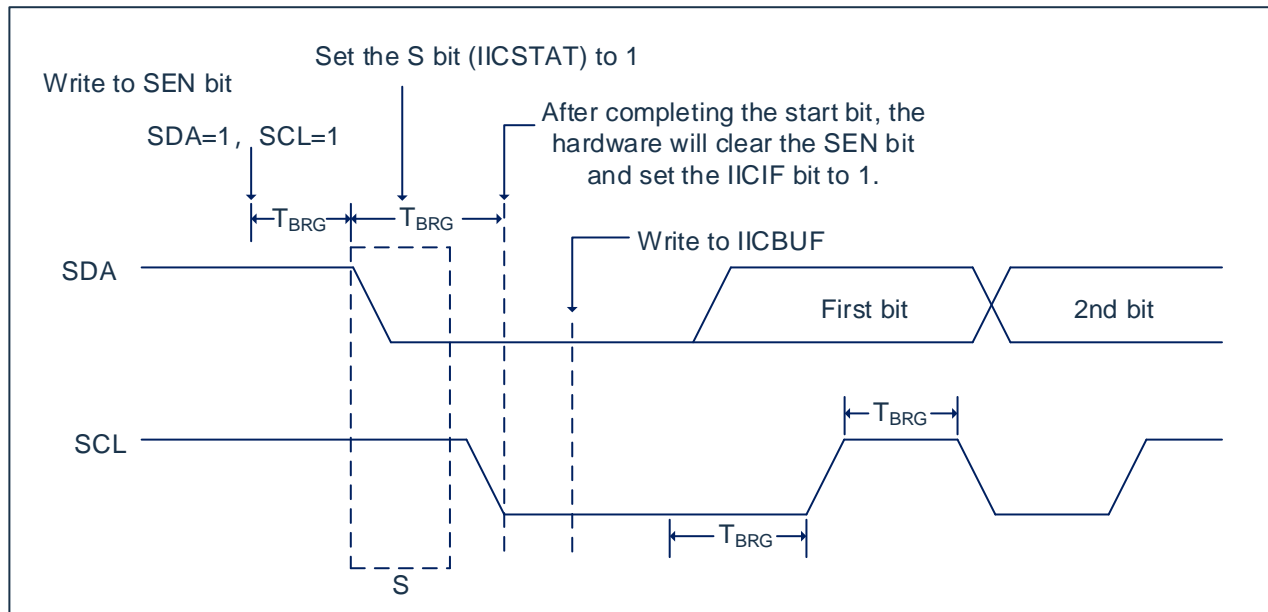 Set the S bit (IICSTAT) to 1
Write to SEN bit
SDA=1, SCL=1
After completing the start bit, the
hardware will clear the SEN bit
and set the IICIF bit to 1.
TBRG
TBRG
Write to IICBUF
SDA
First bit
2nd bit
TBRG
SCL
TBRG
S